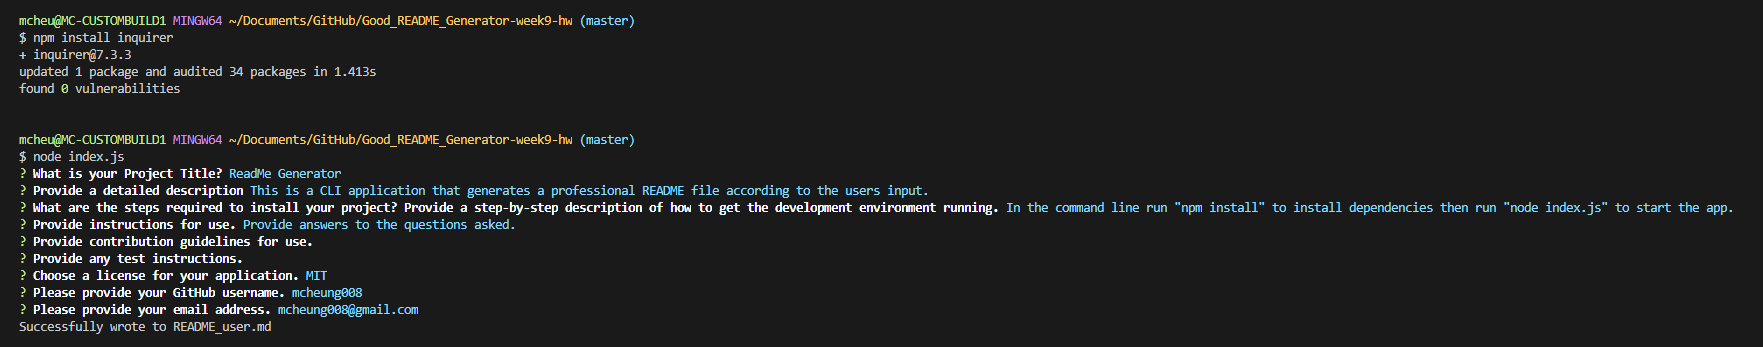 mcheu@MC-CUSTOMBUILD1 MINGW64 ~/Documents/GitHub/Good_README_Generator-week9-hw (master)
$ npm install inquirer
+ inquirer@7.3.3
updated 1 package and audited 34 packages in 1.413s
found 0 vulnerabilities
mcheu@MC-CUSTOMBUILD1 MINGW64 ~/Documents/GitHub/Good_README_Generator-week9-hw (master)
$ node index.js
? What is your Project Title? ReadMe Generator
? Provide a detailed description This is a CLI application that generates a professional README file according to the users input.
? What are the steps required to install your project? Provide a step-by-step description of how to get the development environment running. In the command line run "npm install" to install dependencies then run "node index.js" to start the app.
? Provide instructions for use. Provide answers to the questions asked.
? Provide contribution guidelines for use.
? Provide any test instructions.
? Choose a license for your application. MIT
? Please provide your GitHub username. mcheung008
? Please provide your email address. mcheung008@gmail.com
Successfully wrote to README_user.md